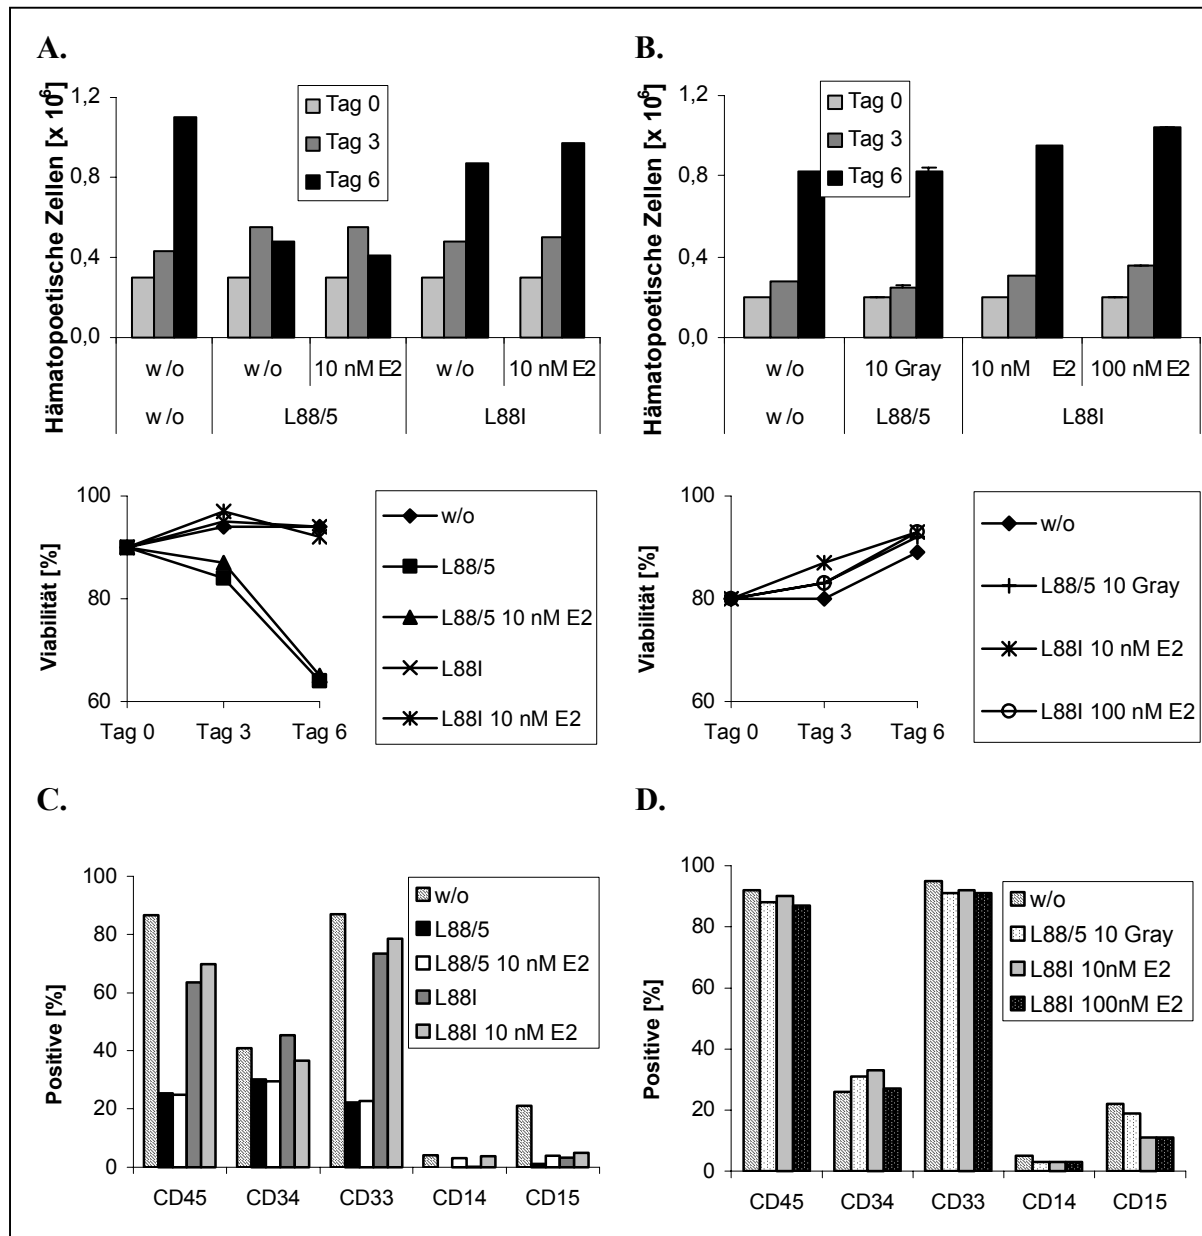 A.
Hämatopoetische Zellen [x 10⁶]
1,2
0,8
0,4
0,0
Tag 0
Tag 3
Tag 6
w/o w/o 10 nM E2 w/o 10 nM E2
w/o L88/5 L88I
Viabilität [%]
100
80
60
Tag 0 Tag 3 Tag 6
w/o
L88/5
L88/5 10 nM E2
L88I
L88I 10 nM E2
B.
Hämatopoetische Zellen [x 10⁶]
1,2
0,8
0,4
0,0
Tag 0
Tag 3
Tag 6
w/o 10 Gray 10 nM E2 100 nM E2
w/o L88/5 L88I
Viabilität [%]
100
80
60
Tag 0 Tag 3 Tag 6
w/o
L88/5 10 Gray
L88I 10 nM E2
L88I 100 nM E2
C.
Positive [%]
100
80
60
40
20
0
CD45 CD34 CD33 CD14 CD15
w/o
L88/5
L88/5 10 nM E2
L88I
L88I 10 nM E2
D.
Positive [%]
100
80
60
40
20
0
CD45 CD34 CD33 CD14 CD15
w/o
L88/5 10 Gray
L88I 10nM E2
L88I 100nM E2